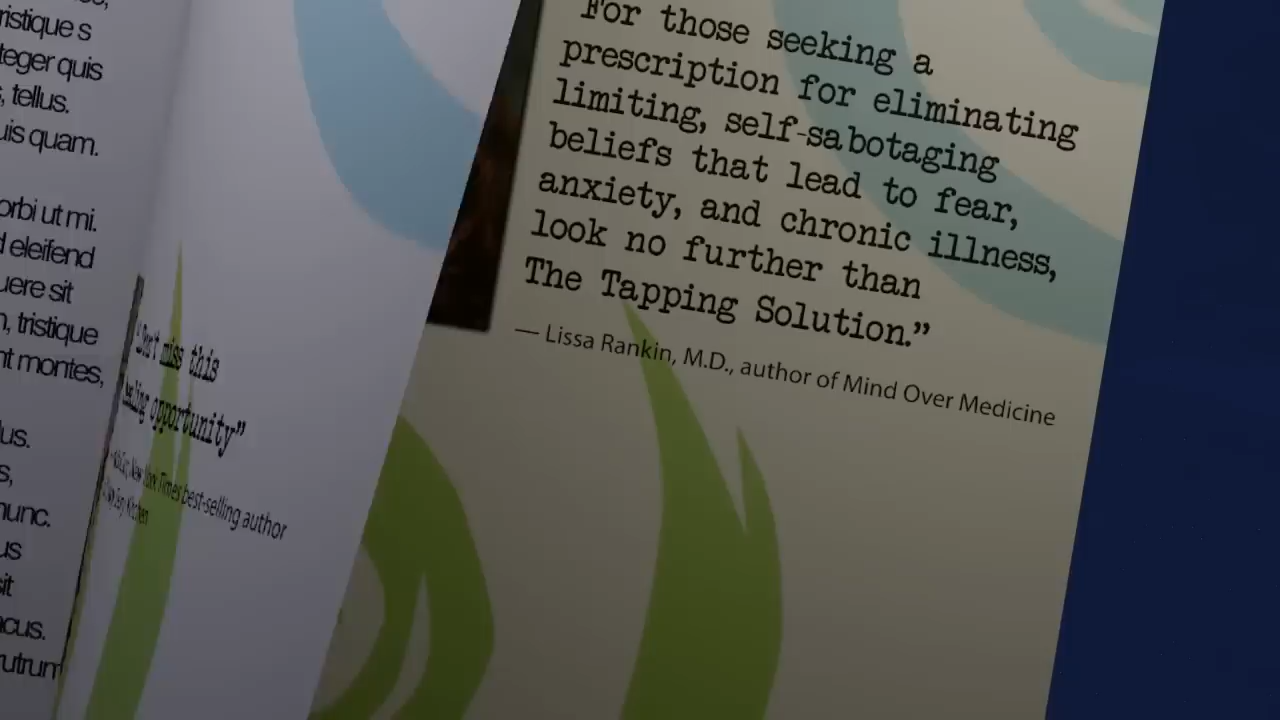 ristique s
teger quis
, tellus.
uis quam.
orbi ut mi.
d eleifend
uere sit
n, tristique
nt montes,
lus.
s,
nunc.
us
sit
acus.
rutrum
"Don't miss this
opportunity"
New York Times best-selling author
For those seeking a
prescription for eliminating
limiting, self-sabotaging
beliefs that lead to fear,
anxiety, and chronic illness,
look no further than
The Tapping Solution."
— Lissa Rankin, M.D., author of Mind Over Medicine